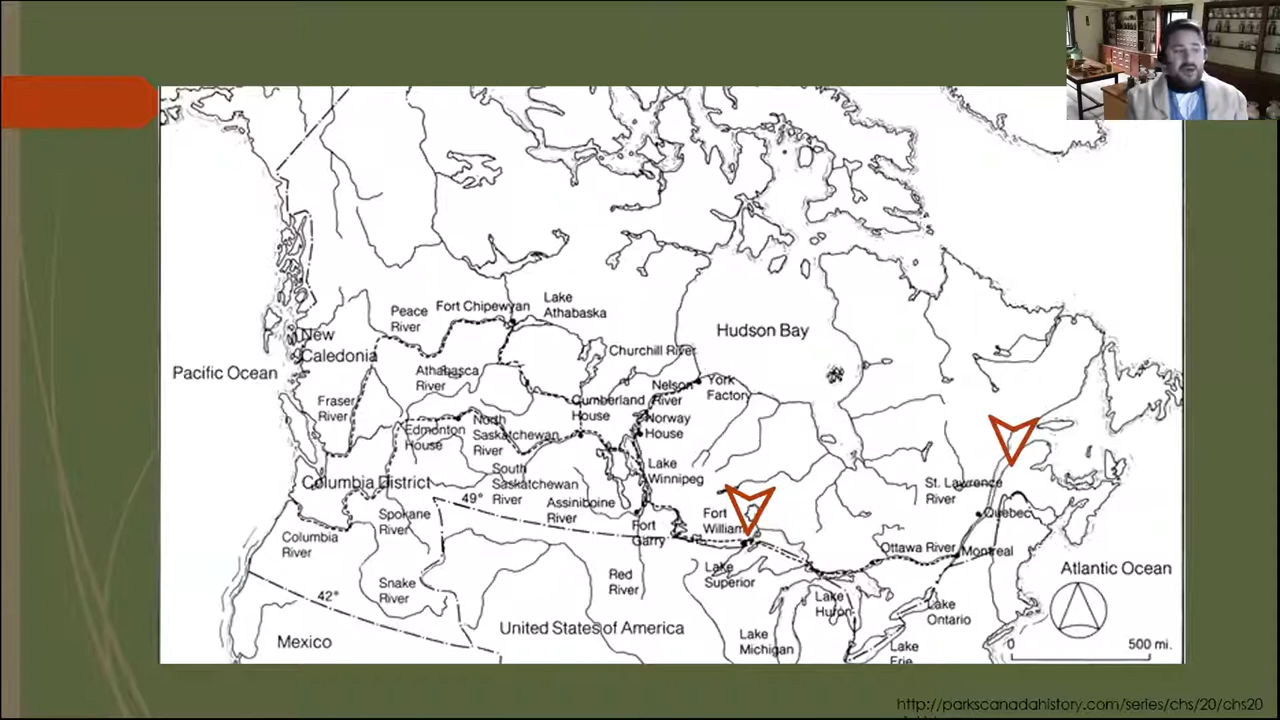 Peace
River
Fort Chipewyan
Lake
Athabaska
New
Caledonia
Hudson Bay
Churchill River
Pacific Ocean
Athabasca
River
Nelson
River
York
Factory
Fraser
River
Cumberland
House
Norway
House
Edmonton
House
North
Saskatchewan
River
South
Saskatchewan
River
Lake
Winnipeg
Columbia District
49°
Assiniboine
River
Fort
William
St. Lawrence
River
Quebec
Spokane
River
Fort
Garry
Columbia
River
Ottawa River
Montreal
Lake
Superior
Atlantic Ocean
Red
River
Snake
River
42°
Lake
Huron
Lake
Ontario
Mexico
United States of America
Lake
Michigan
Lake
Erie
0
500 mi.
http://parkscanadahistory.com/series/chs/20/chs20